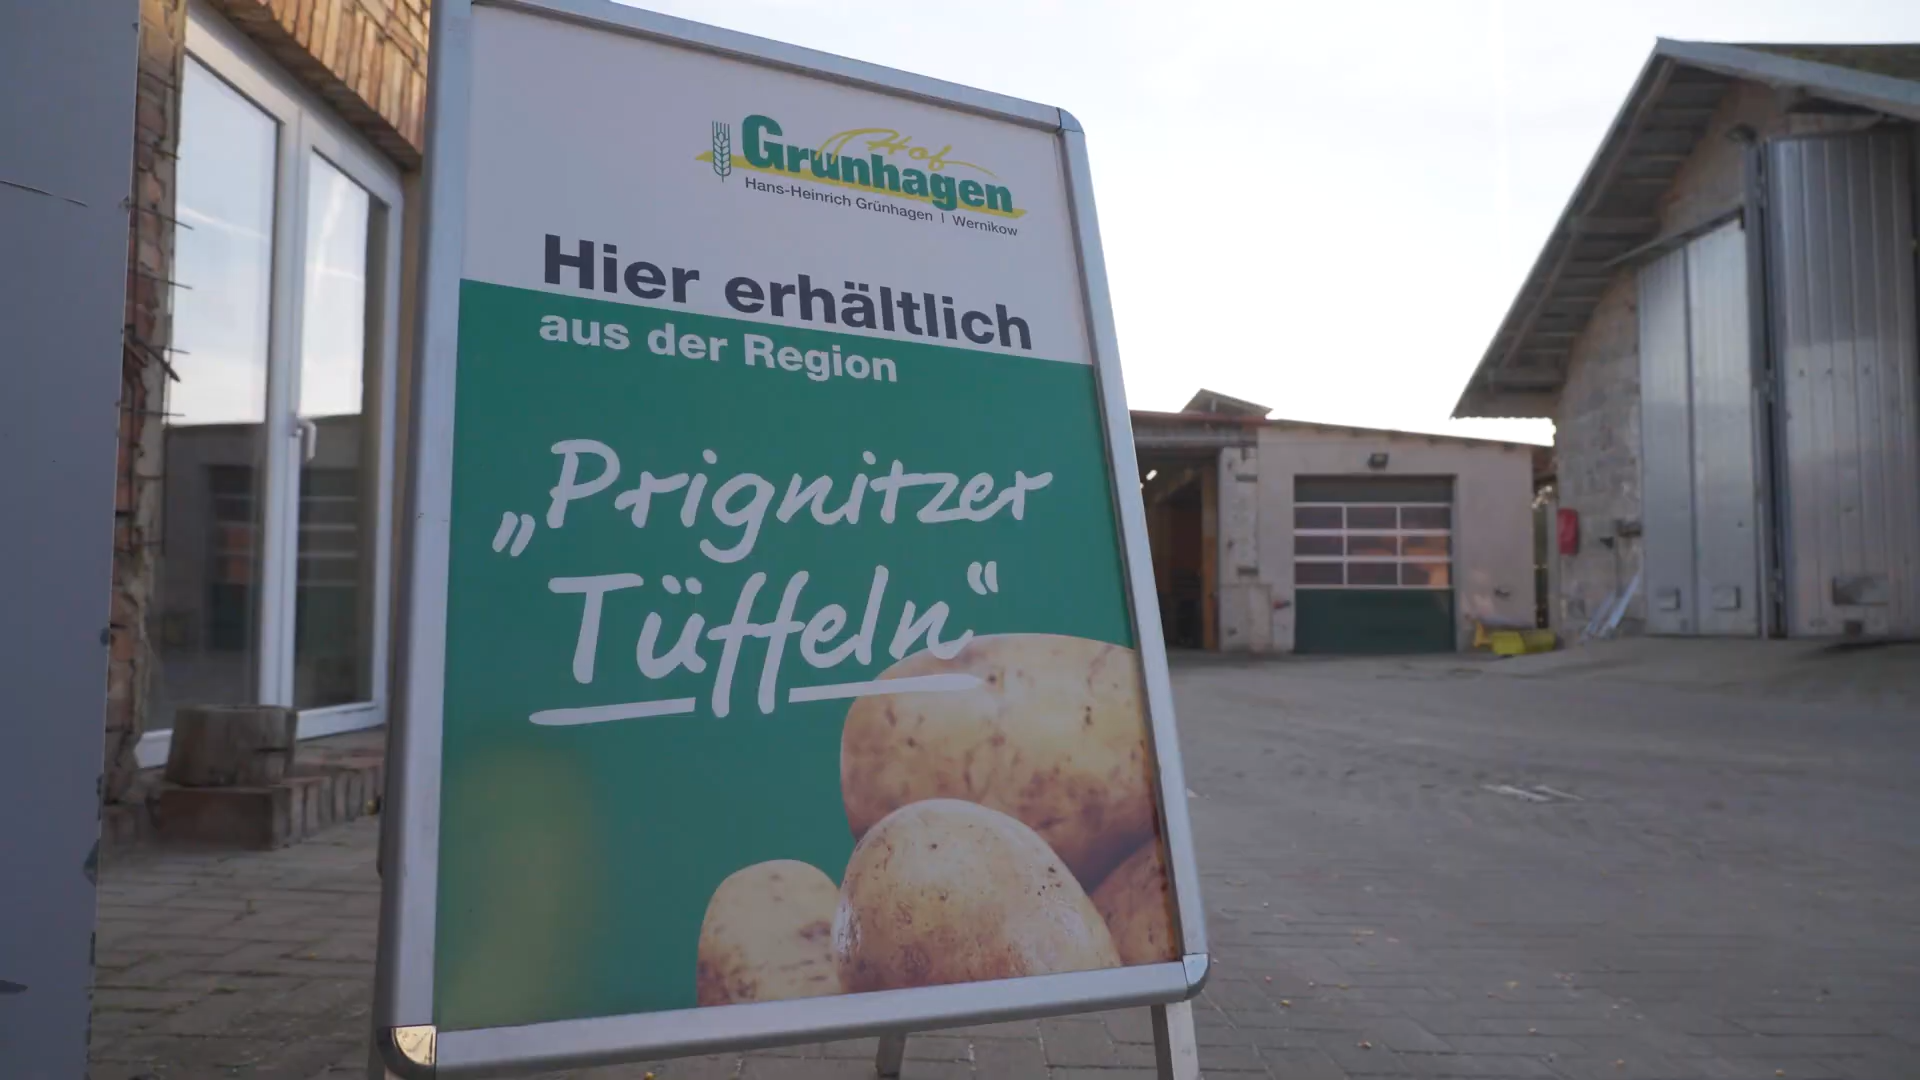 Hof
Grünhagen
Hans-Heinrich Grünhagen | Wernikow
Hier erhältlich
aus der Region
„Prignitzer
Tüffeln“